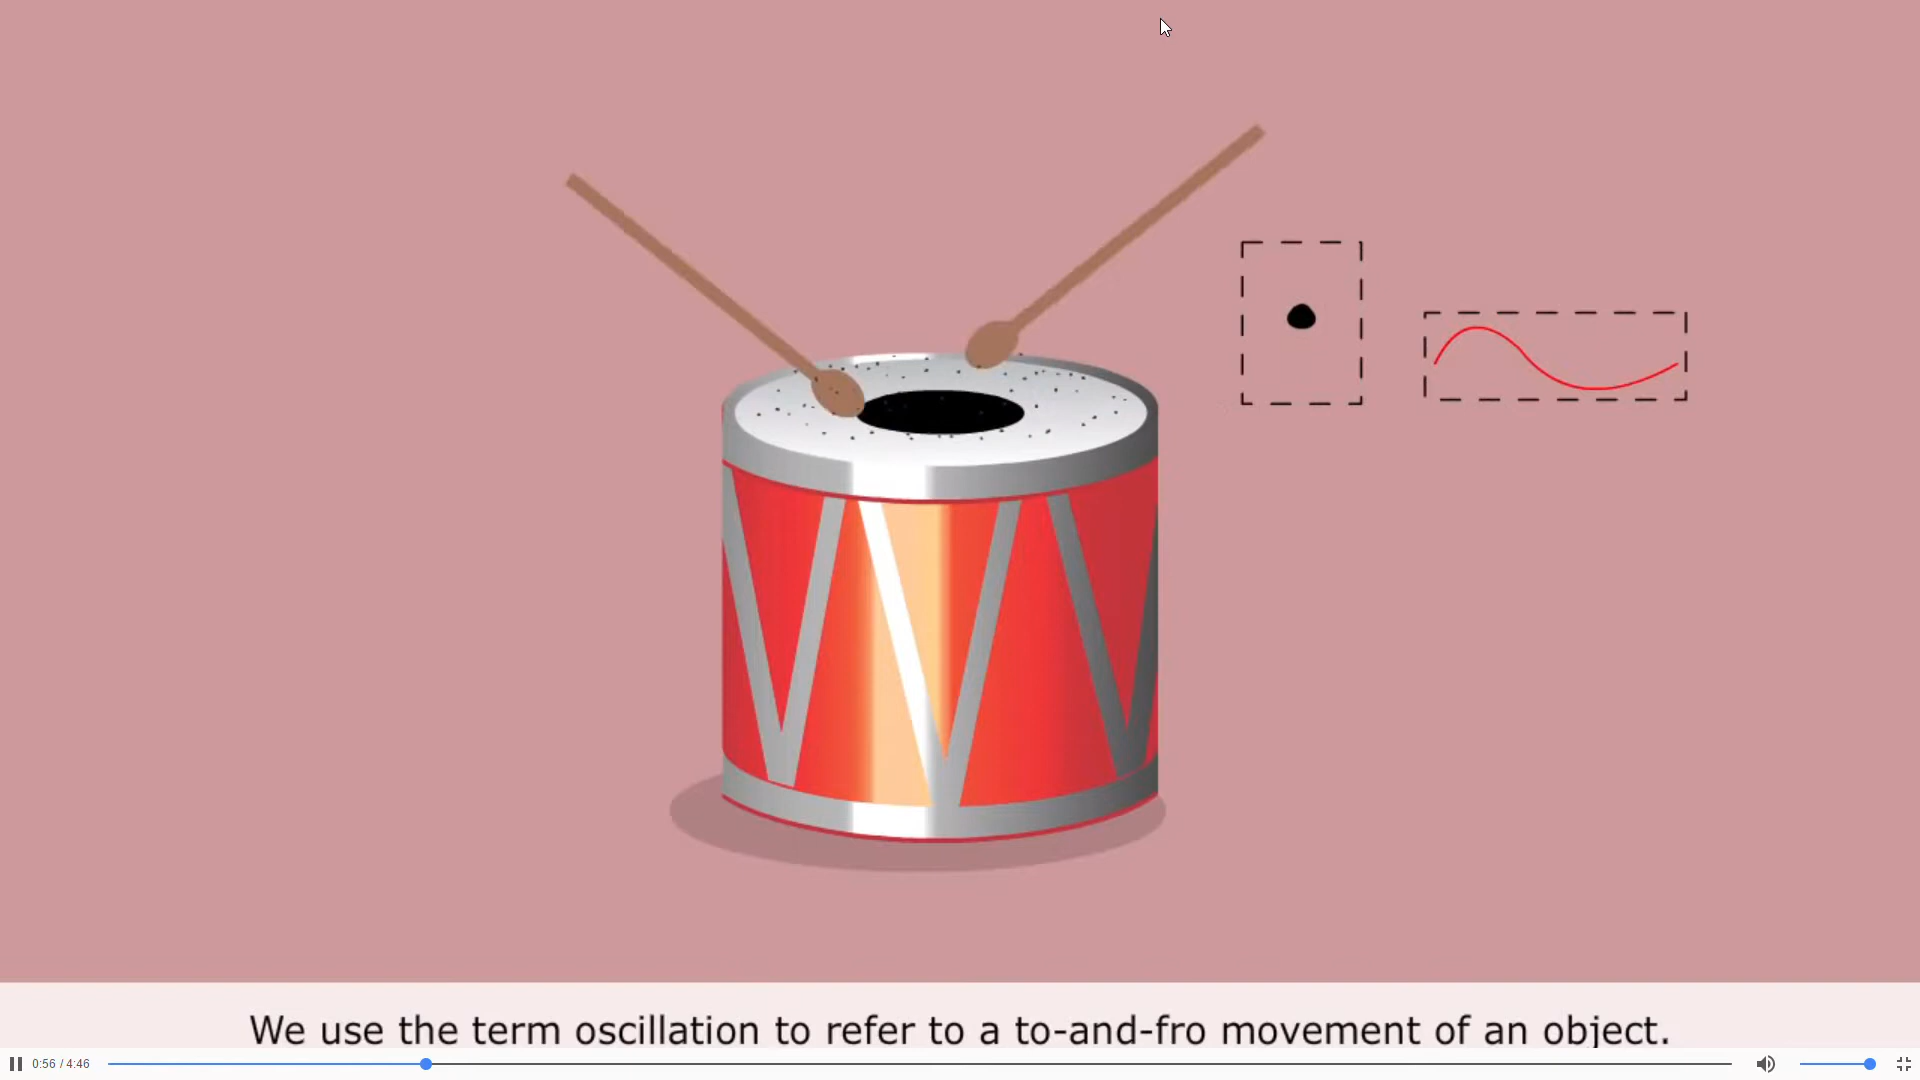 We use the term oscillation to refer to a to-and-fro movement of an object.
0:56 / 4:46